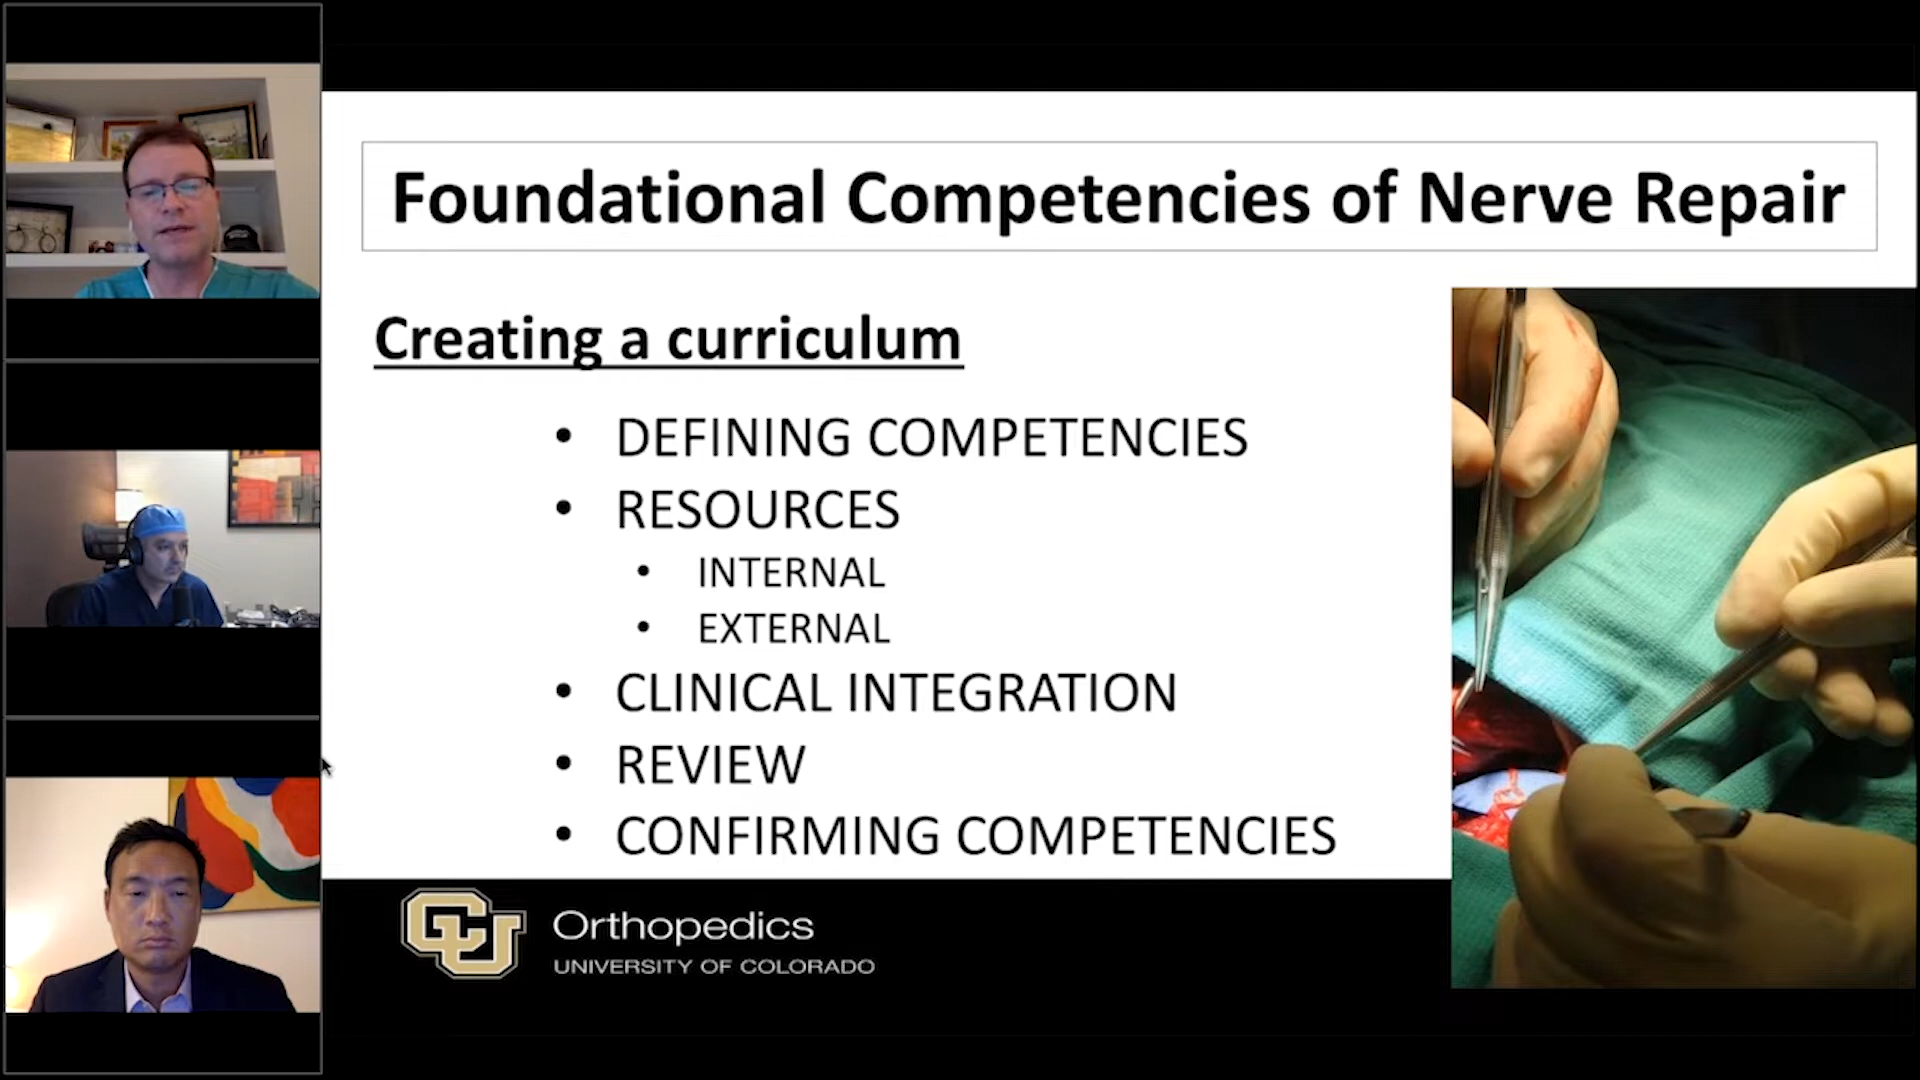 Foundational Competencies of Nerve Repair
Creating a curriculum
• DEFINING COMPETENCIES
• RESOURCES
• INTERNAL
• EXTERNAL
• CLINICAL INTEGRATION
• REVIEW
• CONFIRMING COMPETENCIES
CU
Orthopedics
UNIVERSITY OF COLORADO